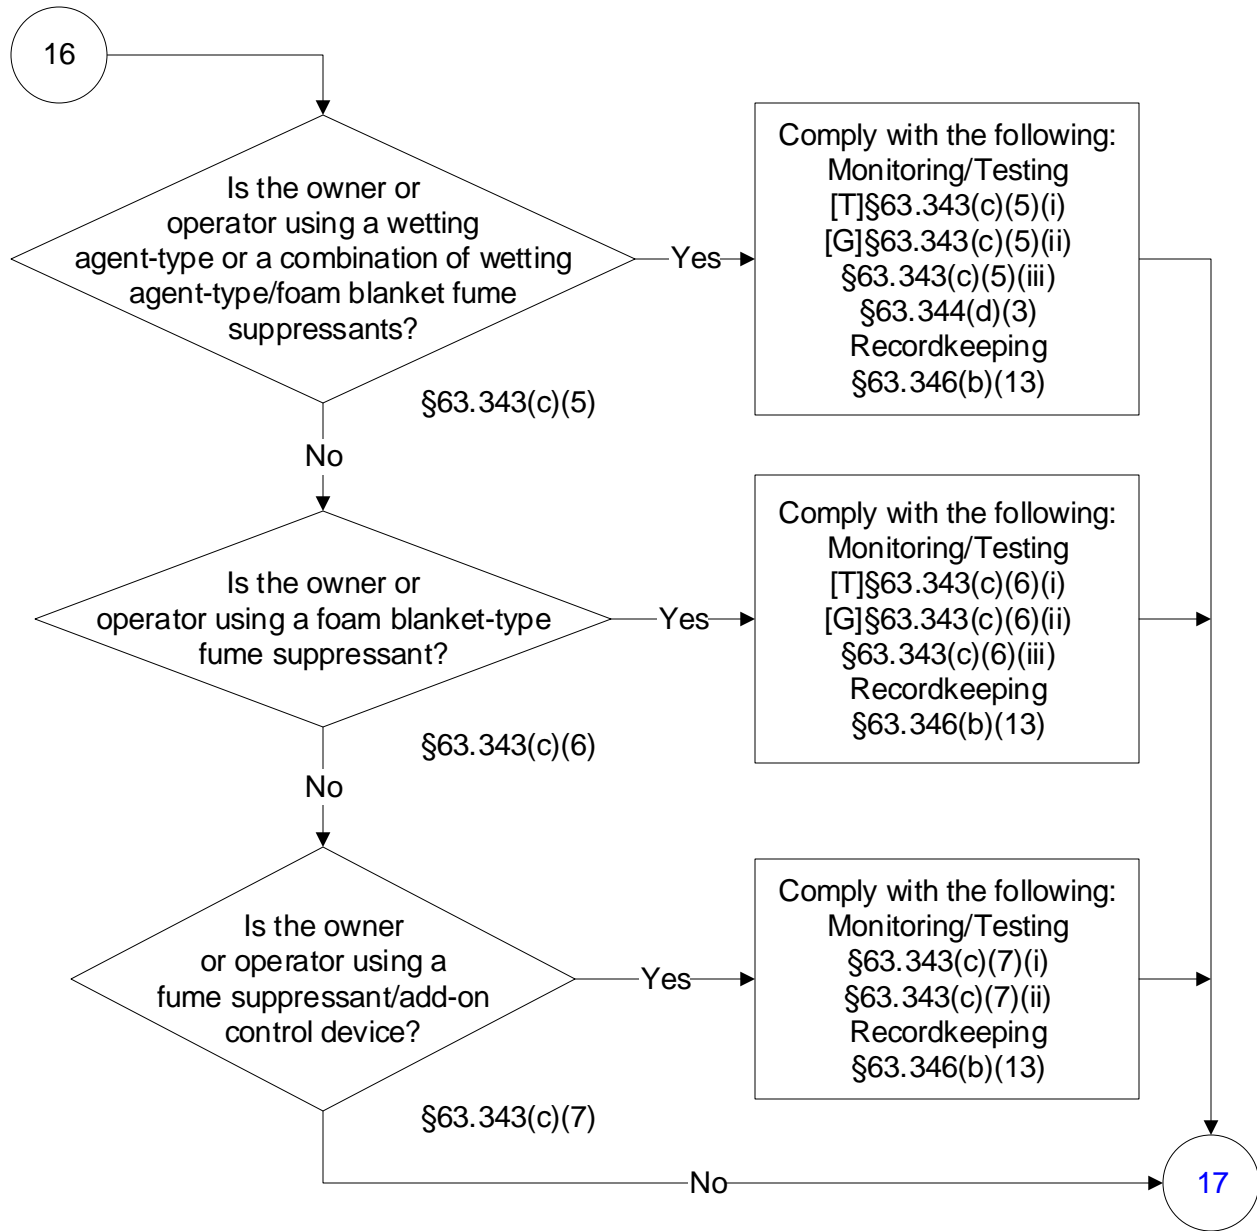 16
Is the owner or
operator using a wetting
agent-type or a combination of wetting
agent-type/foam blanket fume
suppressants?
§63.343(c)(5)
Yes
Comply with the following:
Monitoring/Testing
[T]§63.343(c)(5)(i)
[G]§63.343(c)(5)(ii)
§63.343(c)(5)(iii)
§63.344(d)(3)
Recordkeeping
§63.346(b)(13)
No
Is the owner or
operator using a foam blanket-type
fume suppressant?
§63.343(c)(6)
Yes
Comply with the following:
Monitoring/Testing
[T]§63.343(c)(6)(i)
[G]§63.343(c)(6)(ii)
§63.343(c)(6)(iii)
Recordkeeping
§63.346(b)(13)
No
Is the owner
or operator using a
fume suppressant/add-on
control device?
§63.343(c)(7)
Yes
Comply with the following:
Monitoring/Testing
§63.343(c)(7)(i)
§63.343(c)(7)(ii)
Recordkeeping
§63.346(b)(13)
No
17